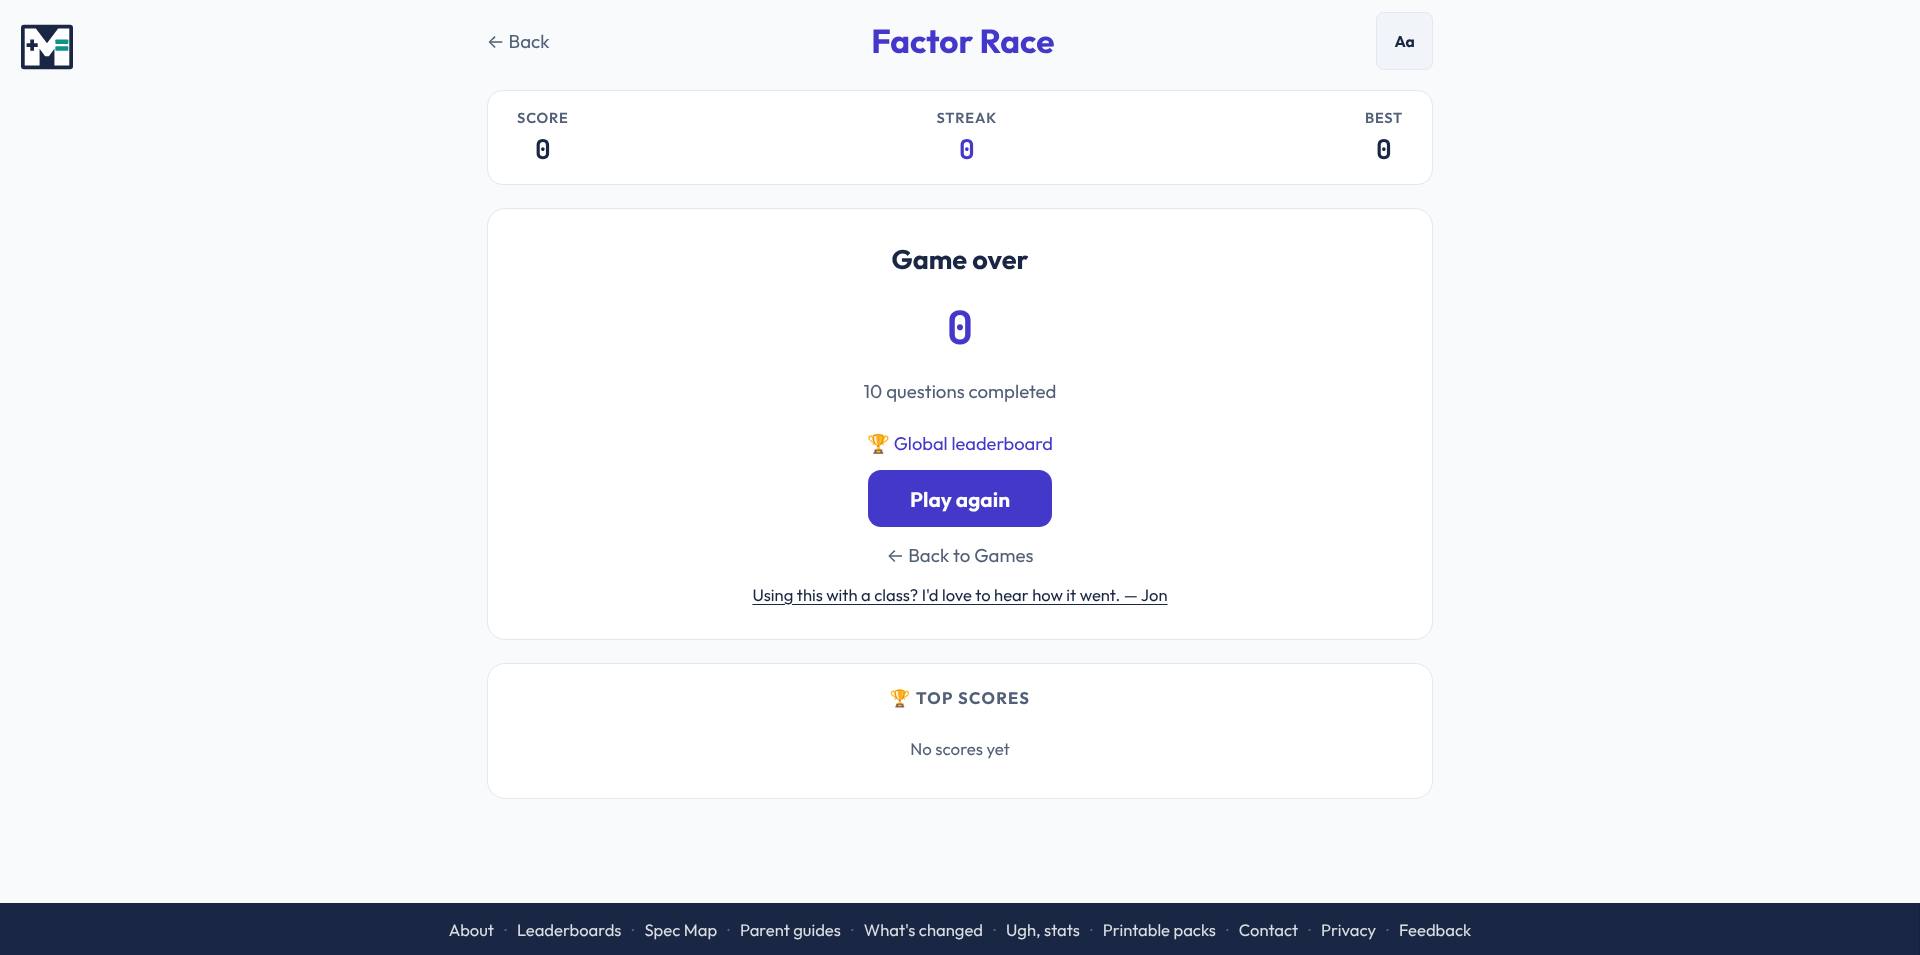 ← Back
Factor Race
Aa
SCORE
0
STREAK
0
BEST
0
Game over
0
10 questions completed
🏆 Global leaderboard
Play again
← Back to Games
Using this with a class? I'd love to hear how it went. — Jon
🏆 TOP SCORES
No scores yet
About · Leaderboards · Spec Map · Parent guides · What's changed · Ugh, stats · Printable packs · Contact · Privacy · Feedback